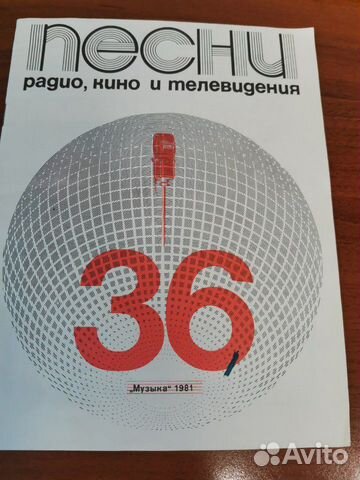 песни
радио, кино и телевидения
36
„Музыка“ 1981
Avito